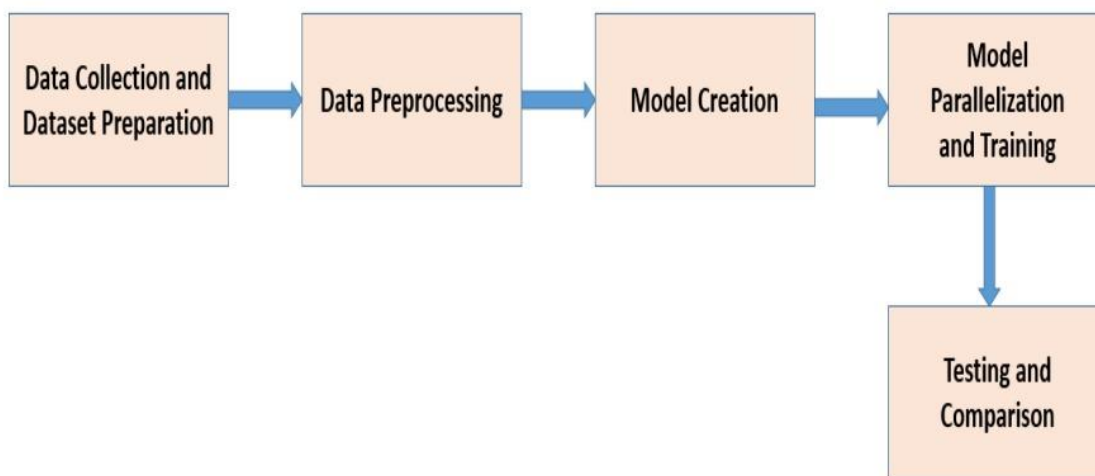 Data Collection and
Dataset Preparation
Data Preprocessing
Model Creation
Model
Parallelization
and Training
Testing and
Comparison